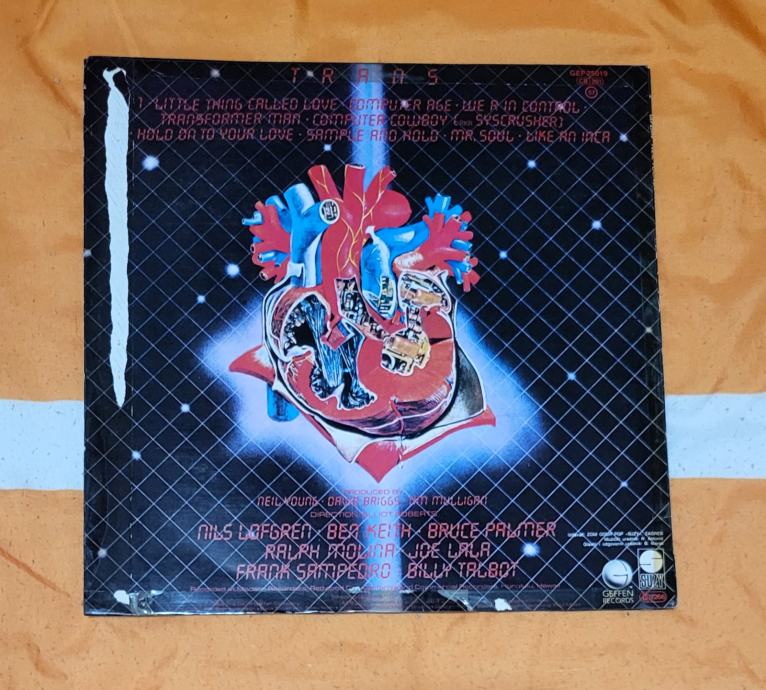 TRANS
GEP 25019
LITTLE THING CALLED LOVE · COMPUTER AGE · WE R IN CONTROL
TRANSFORMER MAN · COMPUTER COWBOY (AKA SYSCRUSHER)
HOLD ON TO YOUR LOVE · SAMPLE AND HOLD · MR. SOUL · LIKE AN INCA
PRODUCED BY
NEIL YOUNG · DAVID BRIGGS · TIM MULLIGAN
DIRECTION: ELLIOT ROBERTS
NILS LOFGREN · BEN KEITH · BRUCE PALMER
RALPH MOLINA · JOE LALA
FRANK SAMPEDRO · BILLY TALBOT
GEFFEN
RECORDS
SUZY